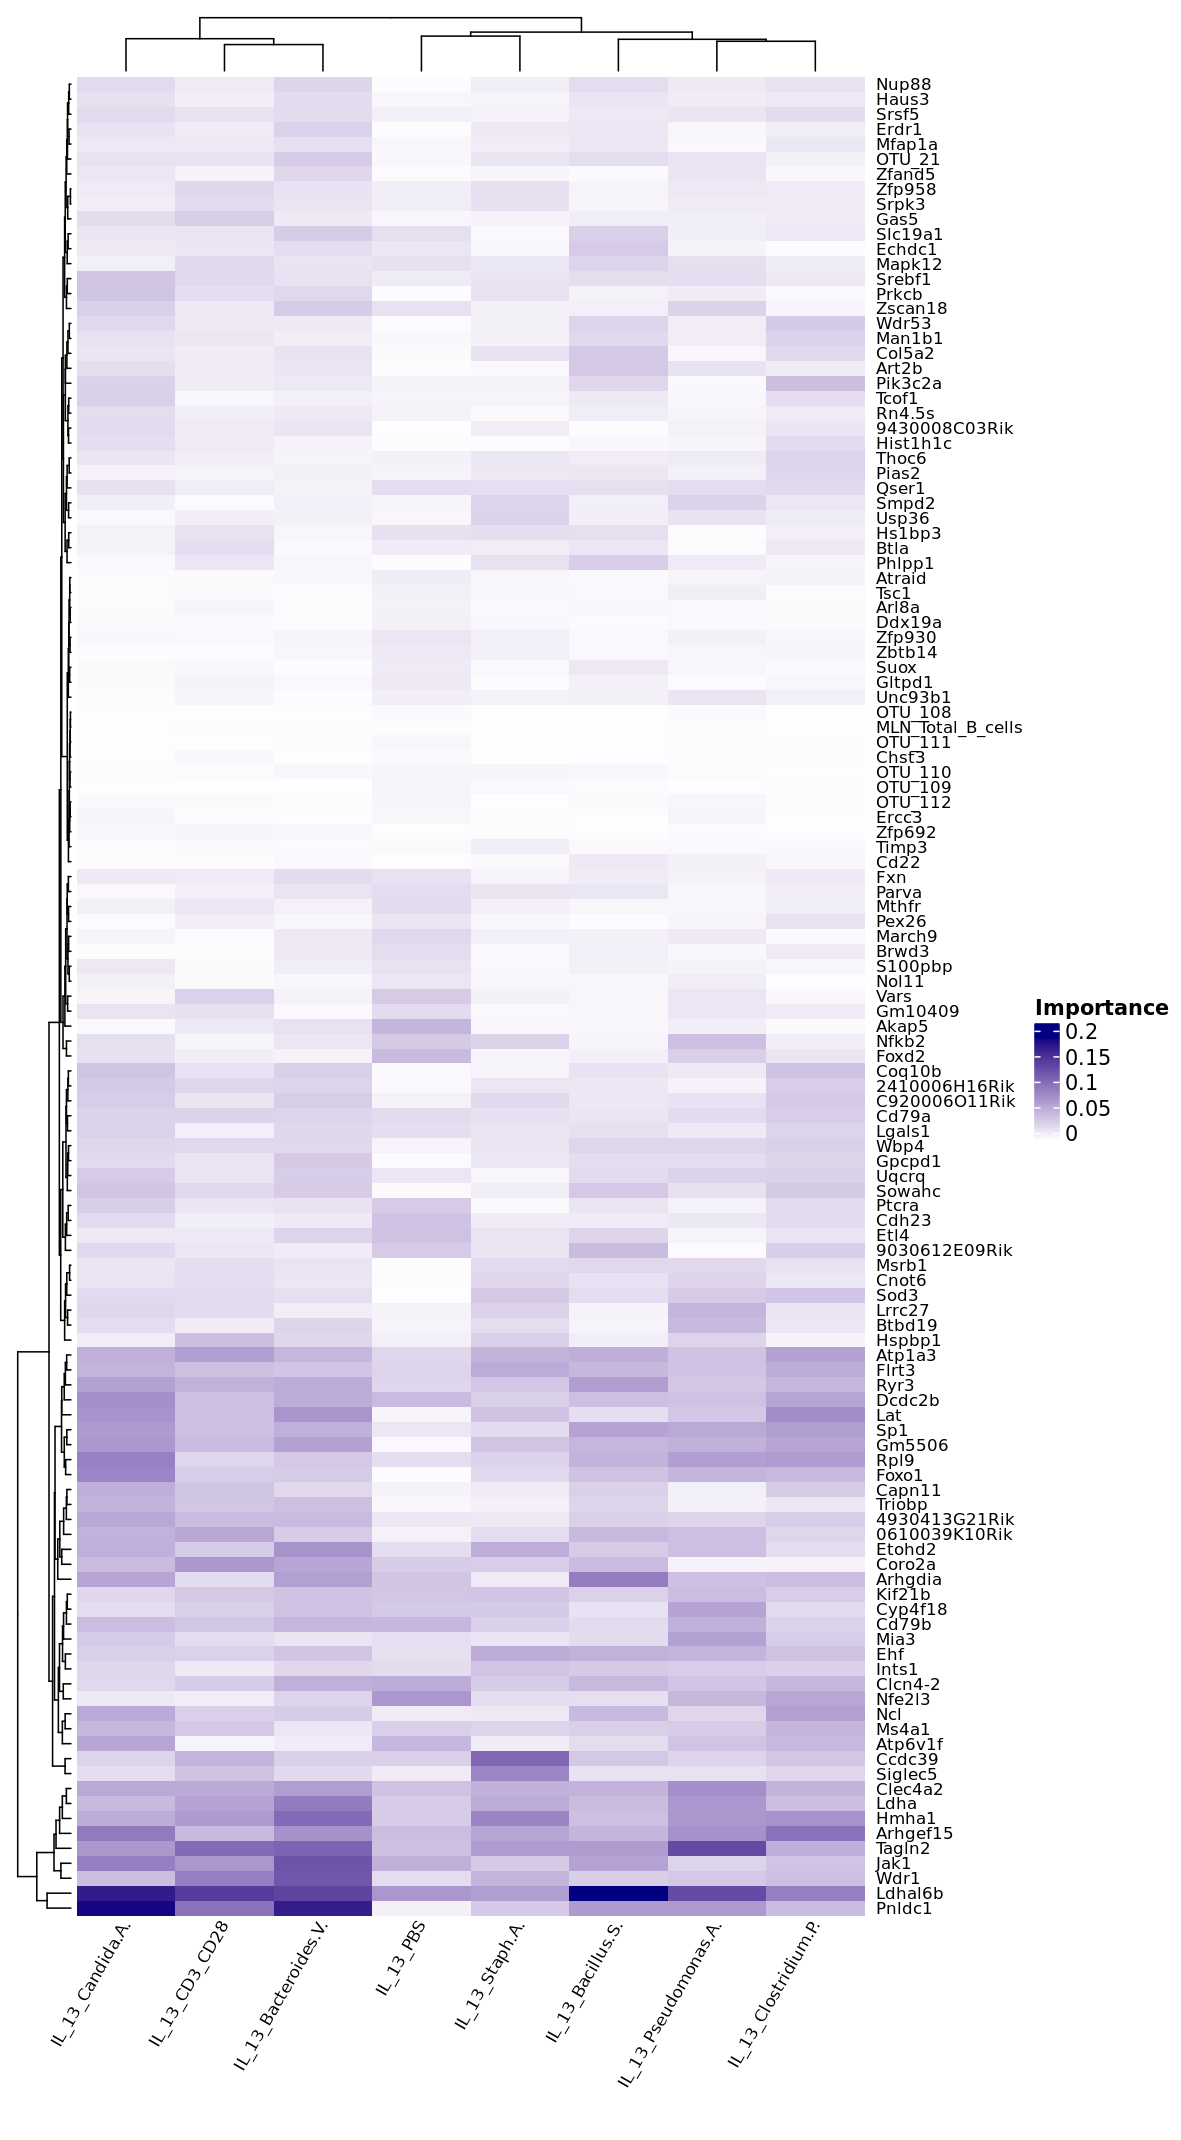 Nup88
Haus3
Srsf5
Erdr1
Mfap1a
OTU_21
Zfand5
Zfp958
Srpk3
Gas5
Slc19a1
Echdc1
Mapk12
Srebf1
Prkcb
Zscan18
Wdr53
Man1b1
Col5a2
Art2b
Pik3c2a
Tcof1
Rn4.5s
9430008C03Rik
Hist1h1c
Thoc6
Pias2
Qser1
Smpd2
Usp36
Hs1bp3
Btla
Phlpp1
Atraid
Tsc1
Arl8a
Ddx19a
Zfp930
Zbtb14
Suox
Gltpd1
Unc93b1
OTU_108
MLN_Total_B_cells
OTU_111
Chst3
OTU_110
OTU_109
OTU_112
Ercc3
Zfp692
Timp3
Cd22
Fxn
Parva
Mthfr
Pex26
March9
Brwd3
S100pbp
Nol11
Vars
Gm10409
Akap5
Nfkb2
Foxd2
Coq10b
2410006H16Rik
C920006O11Rik
Cd79a
Lgals1
Wbp4
Gpcpd1
Uqcrq
Sowahc
Ptcra
Cdh23
Etl4
9030612E09Rik
Msrb1
Cnot6
Sod3
Lrrc27
Btbd19
Hspbp1
Atp1a3
Flrt3
Ryr3
Dcdc2b
Lat
Sp1
Gm5506
Rpl9
Foxo1
Capn11
Triobp
4930413G21Rik
0610039K10Rik
Etohd2
Coro2a
Arhgdia
Kif21b
Cyp4f18
Cd79b
Mia3
Ehf
Ints1
Clcn4-2
Nfe2l3
Ncl
Ms4a1
Atp6v1f
Ccdc39
Siglec5
Clec4a2
Ldha
Hmha1
Arhgef15
Tagln2
Jak1
Wdr1
Ldhal6b
Pnldc1
Importance
0.2
0.15
0.1
0.05
0
IL_13_Candida.A.
IL_13_CD3_CD28
IL_13_Bacteroides.V.
IL_13_PBS
IL_13_Staph.A.
IL_13_Bacillus.S.
IL_13_Pseudomonas.A.
IL_13_Clostridium.P.